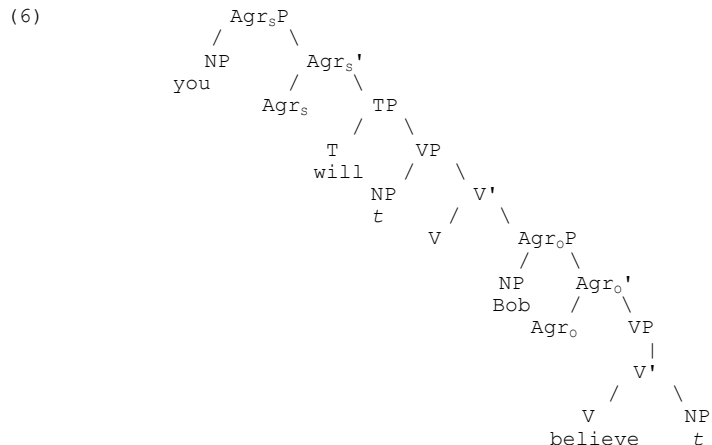 (6) AgrₛP
NP Agrₛ'
you
Agrₛ TP
T VP
will
NP V'
t
V AgrₒP
NP Agrₒ'
Bob
Agrₒ VP
V'
V NP
believe t